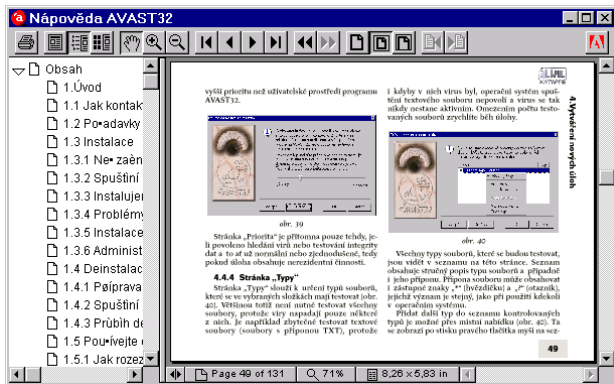 Nápověda AVAST32
Obsah
1.Úvod
1.1 Jak kontak
1.2 Po•adavky
1.3 Instalace
1.3.1 Ne• zaèn
1.3.2 Spuštìní
1.3.3 Instalujer
1.3.4 Problémy
1.3.5 Instalace
1.3.6 Administ
1.4 Deinstalac
1.4.1 Pøíprava
1.4.2 Spuštìní
1.4.3 Prùbìh de
1.5 Pou•ívejte
1.5.1 Jak rozez
vyšší prioritu než uživatelské prostředí programu
AVAST32.
obr. 39
Stránka „Priorita“ je přítomna pouze tehdy, je-
li povoleno hledání virů nebo testování integrity
dat a to ať už normální nebo zjednodušené, tedy
pokud úloha obsahuje nerezidentní činnosti.
4.4.4 Stránka „Typy“
Stránka „Typy“ slouží k určení typů souborů,
které se ve vybraných složkách mají testovat (obr.
40). Většinou totiž není nutné testovat všechny
soubory, protože viry napadají pouze některé
z nich. Je například zbytečné testovat textové
soubory (soubory s příponou TXT), protože
i kdyby v nich virus byl, operační systém spuš-
tění textového souboru nepovolí a virus se tak
nikdy nestane aktivním. Omezením počtu testo-
vaných souborů zrychlíte běh úlohy.
obr. 40
Všechny typy souborů, které se budou testovat,
jsou vidět v seznamu na této stránce. Seznam
obsahuje stručný popis typu souborů a případně
i jeho příponu. Přípona souboru může obsahovat
i zástupné znaky „*“ (hvězdičku) a „?“ (otazník),
jejichž význam je stejný, jako při použití kdekoli
v operačním systému.
Přidat další typ do seznamu kontrolovaných
typů je možné přes místní nabídku (obr. 40). Ta
se zobrazí po stisku pravého tlačítka myši na sez-
4.Vytváření nových úloh
49
Page 49 of 131
71%
8,26 x 5,83 in